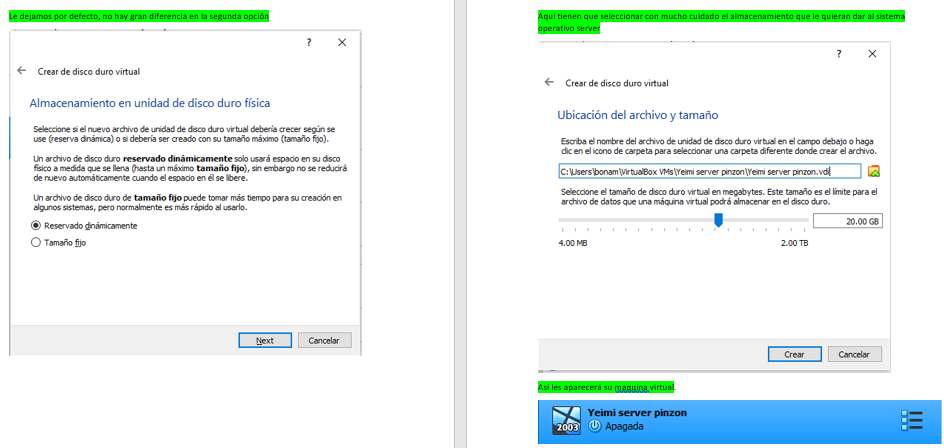 Le dejamos por defecto, no hay gran diferencia en la segunda opción
?
Crear de disco duro virtual
Almacenamiento en unidad de disco duro física
Seleccione si el nuevo archivo de unidad de disco duro virtual debería crecer según se
use (reserva dinámica) o si debería ser creado con su tamaño máximo (tamaño fijo).
Un archivo de disco duro reservado dinámicamente solo usará espacio en su disco
físico a medida que se llena (hasta un máximo tamaño fijo), sin embargo no se reducirá
de nuevo automáticamente cuando el espacio en él se libere.
Un archivo de disco duro de tamaño fijo puede tomar más tiempo para su creación en
algunos sistemas, pero normalmente es más rápido al usarlo.
Reservado dinámicamente
Tamaño fijo
Next Cancelar
Aquí tienen que seleccionar con mucho cuidado el almacenamiento que le quieran dar al sistema
operativo server
?
Crear de disco duro virtual
Ubicación del archivo y tamaño
Escriba el nombre del archivo de unidad de disco duro virtual en el campo debajo o haga
clic en el icono de carpeta para seleccionar una carpeta diferente donde crear el archivo.
C:\Users\bonam\VirtualBox VMs\Yeimi server pinzon\Yeimi server pinzon.vdi
Seleccione el tamaño de disco duro virtual en megabytes. Este tamaño es el límite para el
archivo de datos que una máquina virtual podrá almacenar en el disco duro.
20.00 GB
4.00 MB 2.00 TB
Crear Cancelar
Así les aparecerá su maquina virtual.
2003 Yeimi server pinzon
Apagada